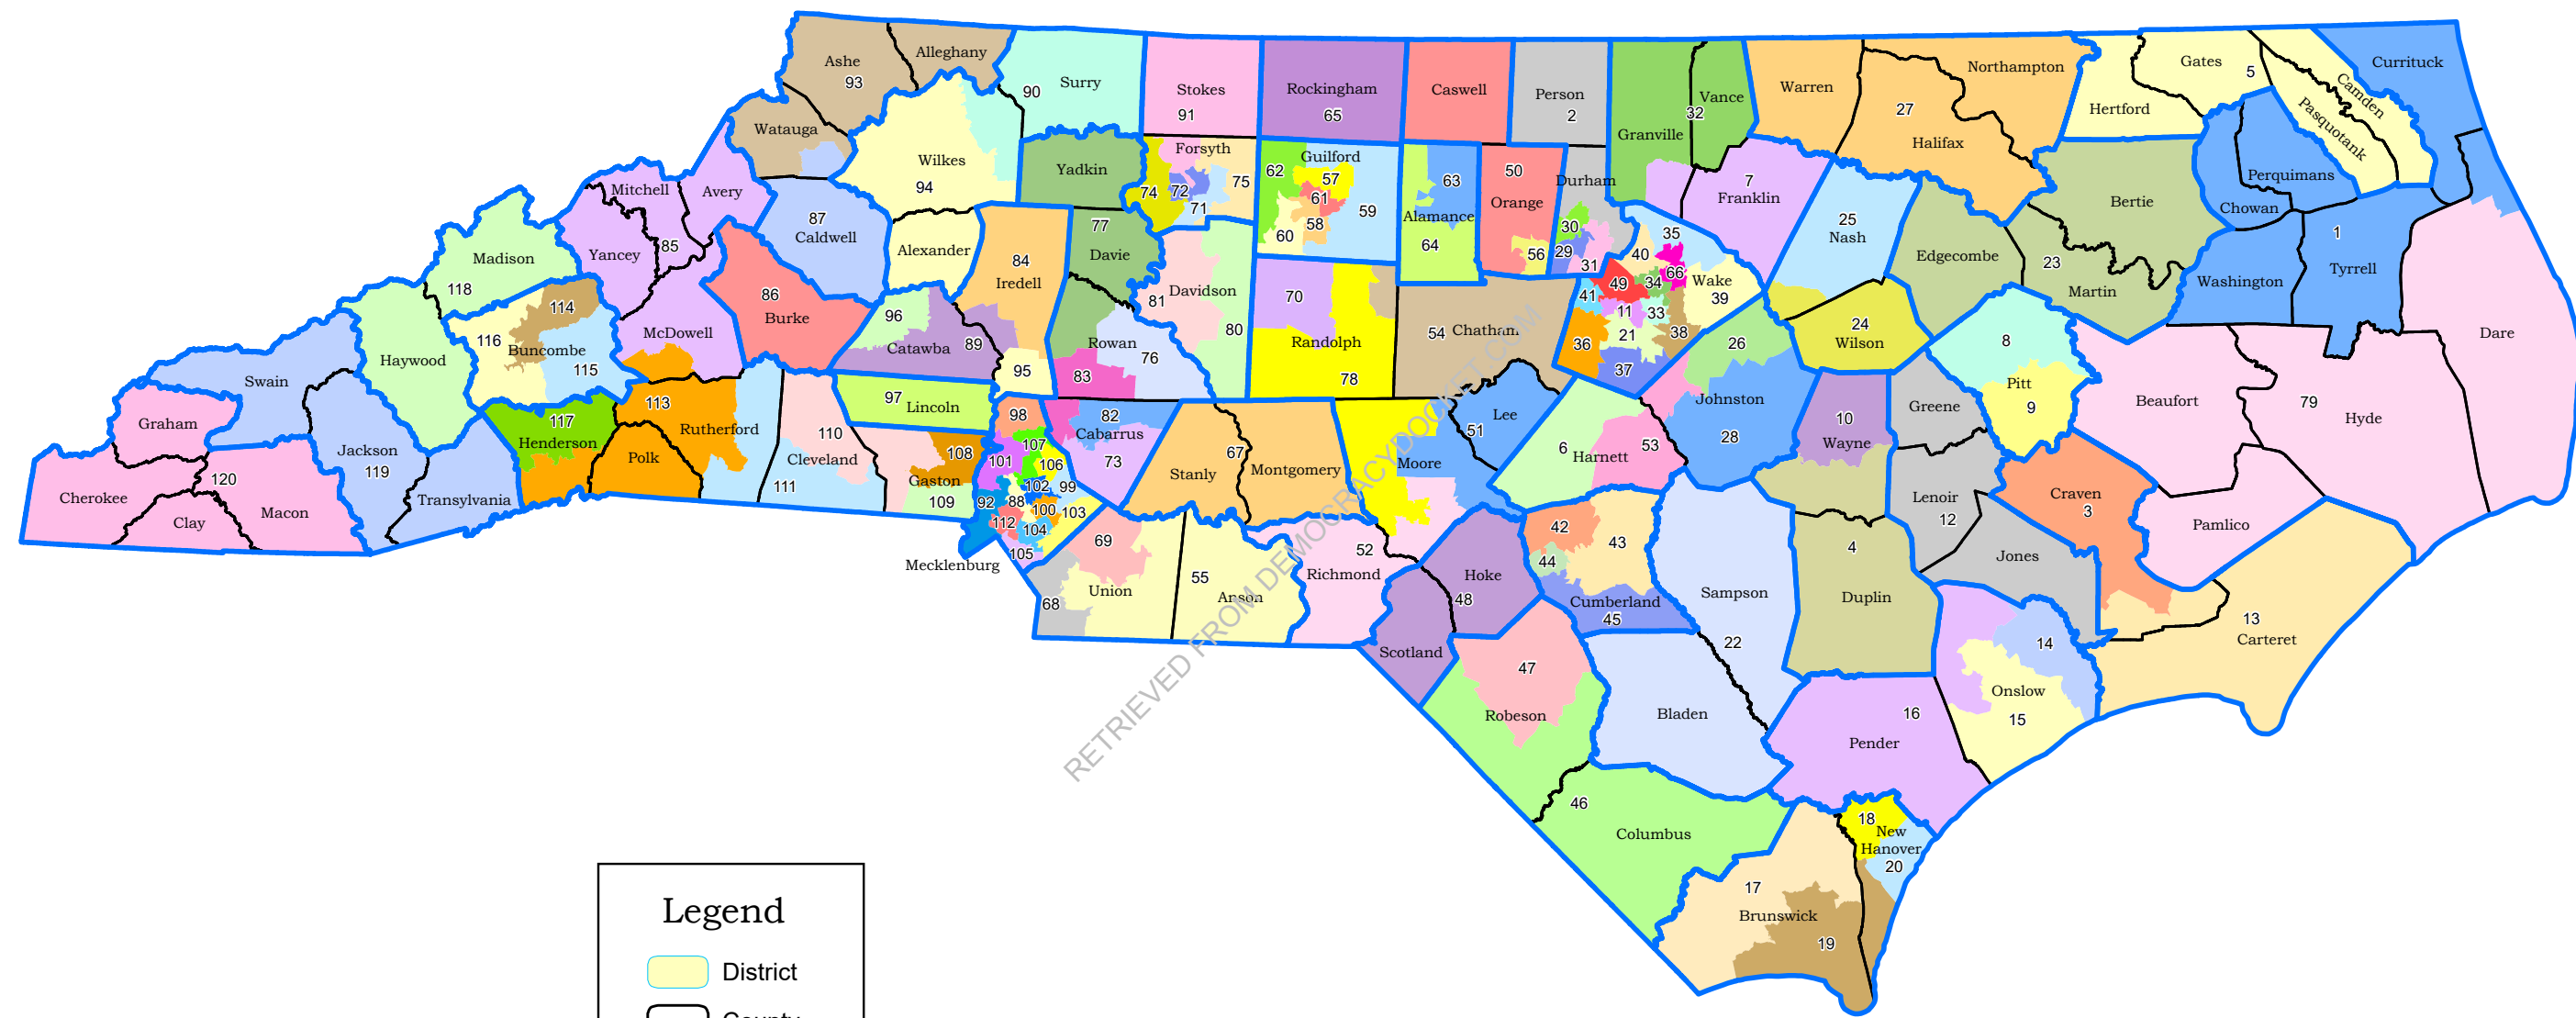 Ashe
93
Alleghany
Surry
90
Stokes
91
Rockingham
65
Caswell
Person
2
Granville
32
Vance
Warren
27
Halifax
Northampton
Gates
5
Hertford
Camden
Pasquotank
Currituck
Watauga
Wilkes
94
Yadkin
Forsyth
74
72
75
71
Guilford
62
57
61
59
58
60
63
Alamance
64
50
Orange
56
Durham
30
29
31
7
Franklin
25
Nash
Edgecombe
Bertie
23
Martin
Perquimans
Chowan
Washington
1
Tyrrell
Dare
Mitchell
Avery
Yancey
85
87
Caldwell
Alexander
84
Iredell
77
Davie
81
Davidson
80
70
Randolph
78
54
Chatham
40
35
66
Wake
39
49
34
41
11
33
38
21
36
37
26
Johnston
28
24
Wilson
8
Pitt
9
Beaufort
79
Hyde
Madison
118
114
116
Buncombe
115
Haywood
McDowell
86
Burke
96
Catawba
89
95
Rowan
76
83
Swain
Graham
Jackson
119
Transylvania
Cherokee
120
Clay
Macon
117
Henderson
113
Rutherford
Polk
97
Lincoln
110
Cleveland
111
108
Gaston
109
98
107
101
106
102
99
92
88
100
103
112
104
105
Mecklenburg
82
Cabarrus
73
67
Stanly
Montgomery
Moore
Lee
51
6
Harnett
53
10
Wayne
Greene
Lenoir
12
Craven
3
Pamlico
Jones
69
Union
68
55
Anson
52
Richmond
Hoke
48
Scotland
42
43
44
Cumberland
45
Sampson
22
4
Duplin
13
Carteret
14
Onslow
15
47
Robeson
Bladen
16
Pender
46
Columbus
18
New
Hanover
20
17
Brunswick
19
RETRIEVED FROM DEMOCRACYDOCKET.COM
Legend
District
County